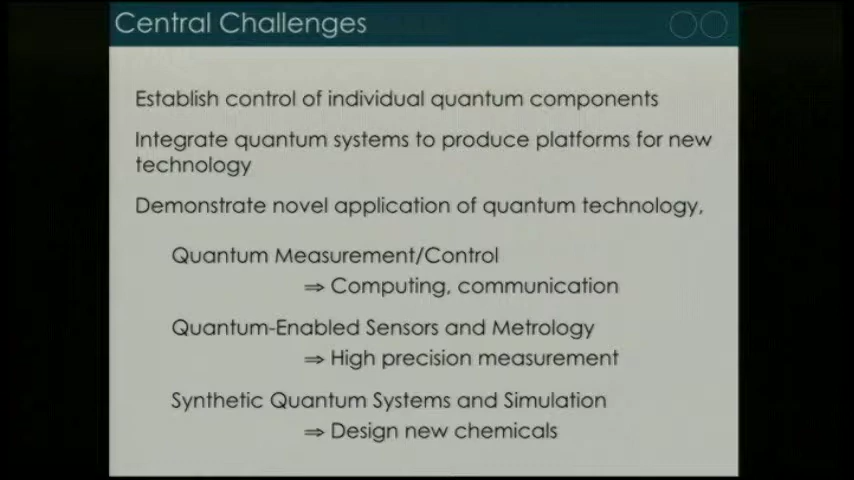 Central Challenges
Establish control of individual quantum components
Integrate quantum systems to produce platforms for new
technology
Demonstrate novel application of quantum technology,
Quantum Measurement/Control
⇒ Computing, communication
Quantum-Enabled Sensors and Metrology
⇒ High precision measurement
Synthetic Quantum Systems and Simulation
⇒ Design new chemicals